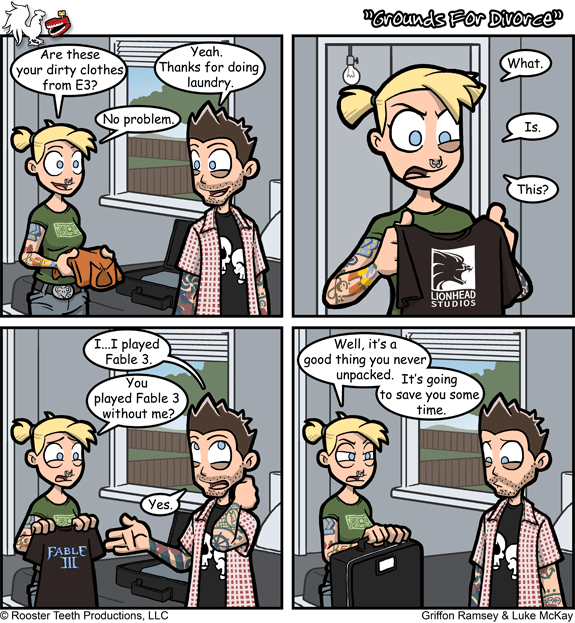 "Grounds For Divorce"
Are these
your dirty clothes
from E3?
Yeah.
Thanks for doing
laundry.
No problem.
What.
Is.
This?
LIONHEAD
STUDIOS
I...I played
Fable 3.
You
played Fable 3
without me?
Yes.
FABLE
III
Well, it's a
good thing you never
unpacked.
It's going
to save you some
time.
© Rooster Teeth Productions, LLC
Griffon Ramsey & Luke McKay